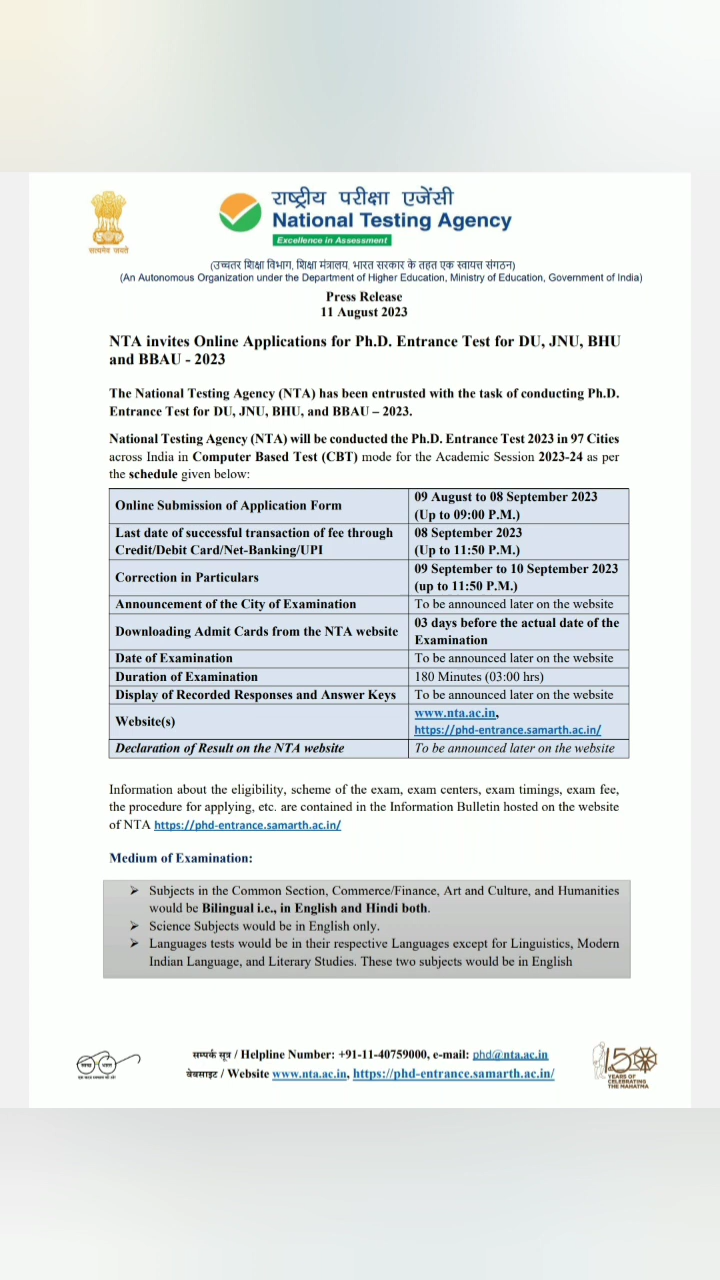 सत्यमेव जयते
राष्ट्रीय परीक्षा एजेंसी
National Testing Agency
Excellence in Assessment
(उच्चतर शिक्षा विभाग, शिक्षा मंत्रालय, भारत सरकार के तहत एक स्वायत्त संगठन)
(An Autonomous Organization under the Department of Higher Education, Ministry of Education, Government of India)
Press Release
11 August 2023
NTA invites Online Applications for Ph.D. Entrance Test for DU, JNU, BHU
and BBAU - 2023
The National Testing Agency (NTA) has been entrusted with the task of conducting Ph.D.
Entrance Test for DU, JNU, BHU, and BBAU – 2023.
National Testing Agency (NTA) will be conducted the Ph.D. Entrance Test 2023 in 97 Cities
across India in Computer Based Test (CBT) mode for the Academic Session 2023-24 as per
the schedule given below:
Online Submission of Application Form
09 August to 08 September 2023
(Up to 09:00 P.M.)
Last date of successful transaction of fee through
Credit/Debit Card/Net-Banking/UPI
08 September 2023
(Up to 11:50 P.M.)
Correction in Particulars
09 September to 10 September 2023
(up to 11:50 P.M.)
Announcement of the City of Examination
To be announced later on the website
Downloading Admit Cards from the NTA website
03 days before the actual date of the
Examination
Date of Examination
To be announced later on the website
Duration of Examination
180 Minutes (03:00 hrs)
Display of Recorded Responses and Answer Keys
To be announced later on the website
Website(s)
www.nta.ac.in,
https://phd-entrance.samarth.ac.in/
Declaration of Result on the NTA website
To be announced later on the website
Information about the eligibility, scheme of the exam, exam centers, exam timings, exam fee,
the procedure for applying, etc. are contained in the Information Bulletin hosted on the website
of NTA https://phd-entrance.samarth.ac.in/
Medium of Examination:
➢ Subjects in the Common Section, Commerce/Finance, Art and Culture, and Humanities
would be Bilingual i.e., in English and Hindi both.
➢ Science Subjects would be in English only.
➢ Languages tests would be in their respective Languages except for Linguistics, Modern
Indian Language, and Literary Studies. These two subjects would be in English
सम्पर्क सूत्र / Helpline Number: +91-11-40759000, e-mail: phd@nta.ac.in
वेबसाइट / Website www.nta.ac.in, https://phd-entrance.samarth.ac.in/
150
YEARS OF
CELEBRATING
THE MAHATMA